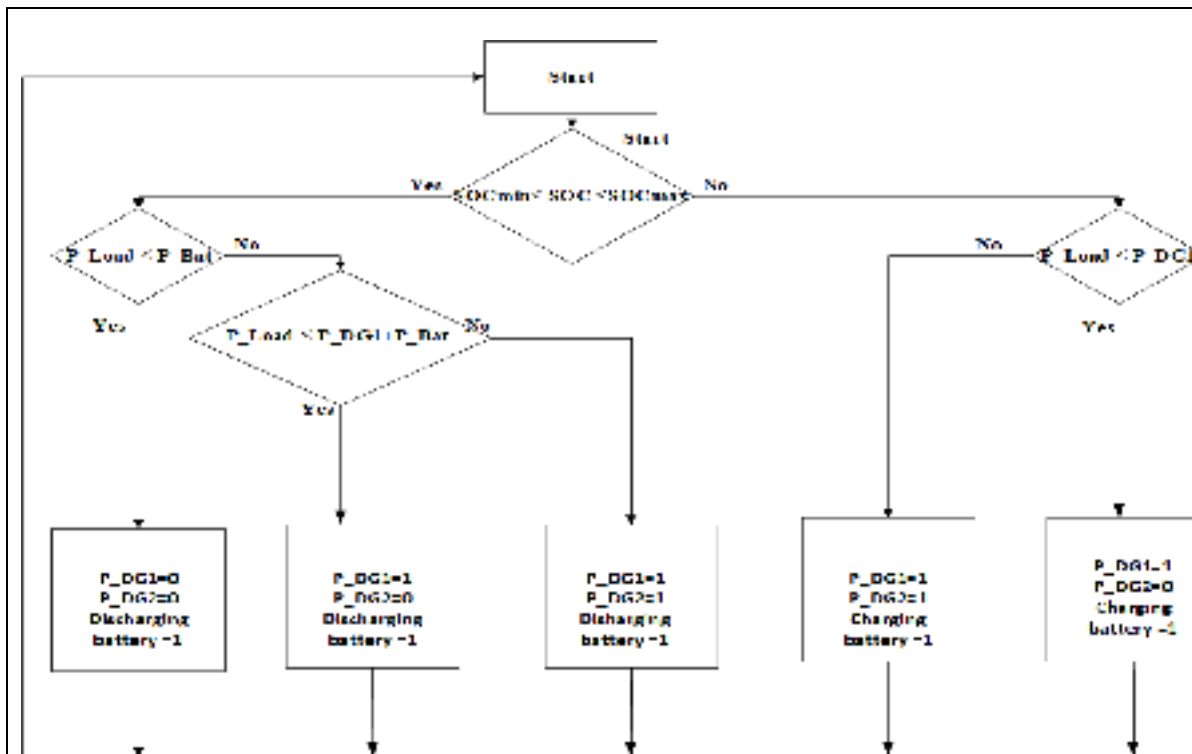 Start
Start
Yes
SOCmin< SOC <SOCmax
No
P_Load < P_Bat
No
No
P_Load < P_DG1
Yes
P_Load < P_DG1+P_Bat
No
Yes
Yes
P_DG1=0
P_DG2=0
Discharging
battery =1
P_DG1=1
P_DG2=0
Discharging
battery =1
P_DG1=1
P_DG2=1
Disharging
battery =1
P_DG1=1
P_DG2=1
Charging
battery =1
P_DG1=1
P_DG2=0
Charging
battery =1